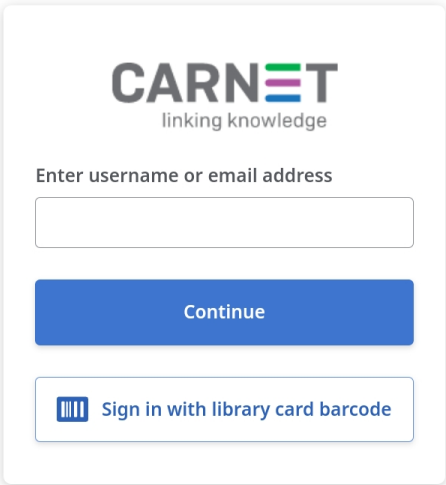 CARNET
linking knowledge
Enter username or email address
Continue
Sign in with library card barcode